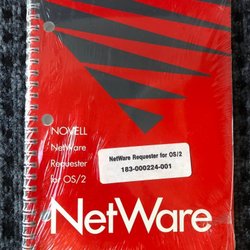 NOVELL
NetWare
Requester
for OS/2
NetWare Requester for OS/2
183-000224-001
NetWare